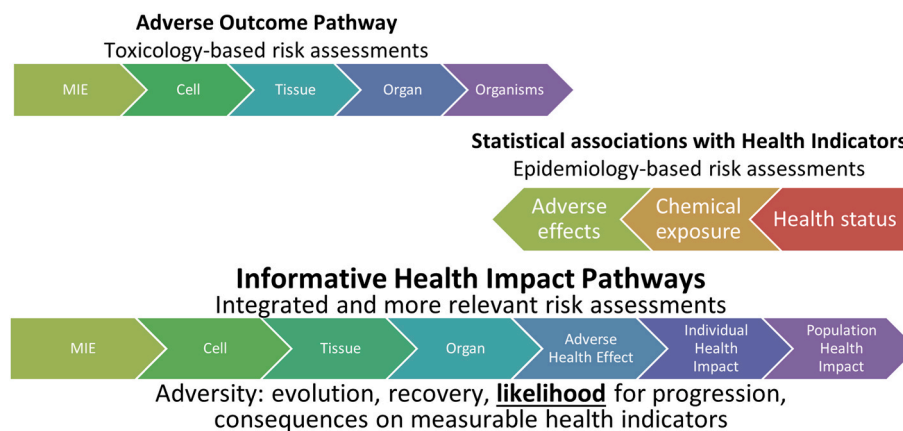 Adverse Outcome Pathway
Toxicology-based risk assessments
MIE
Cell
Tissue
Organ
Organisms
Statistical associations with Health Indicators
Epidemiology-based risk assessments
Adverse
effects
Chemical
exposure
Health status
Informative Health Impact Pathways
Integrated and more relevant risk assessments
MIE
Cell
Tissue
Organ
Adverse
Health Effect
Individual
Health
Impact
Population
Health
Impact
Adversity: evolution, recovery, likelihood for progression,
consequences on measurable health indicators